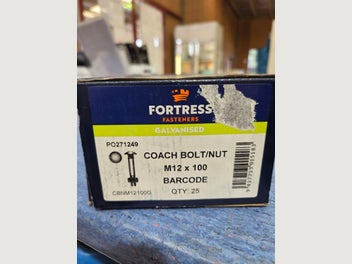 FORTRESS
FASTENERS
GALVANISED
PO271249
COACH BOLT/NUT
M12 x 100
BARCODE
QTY: 25
CBNM12100G